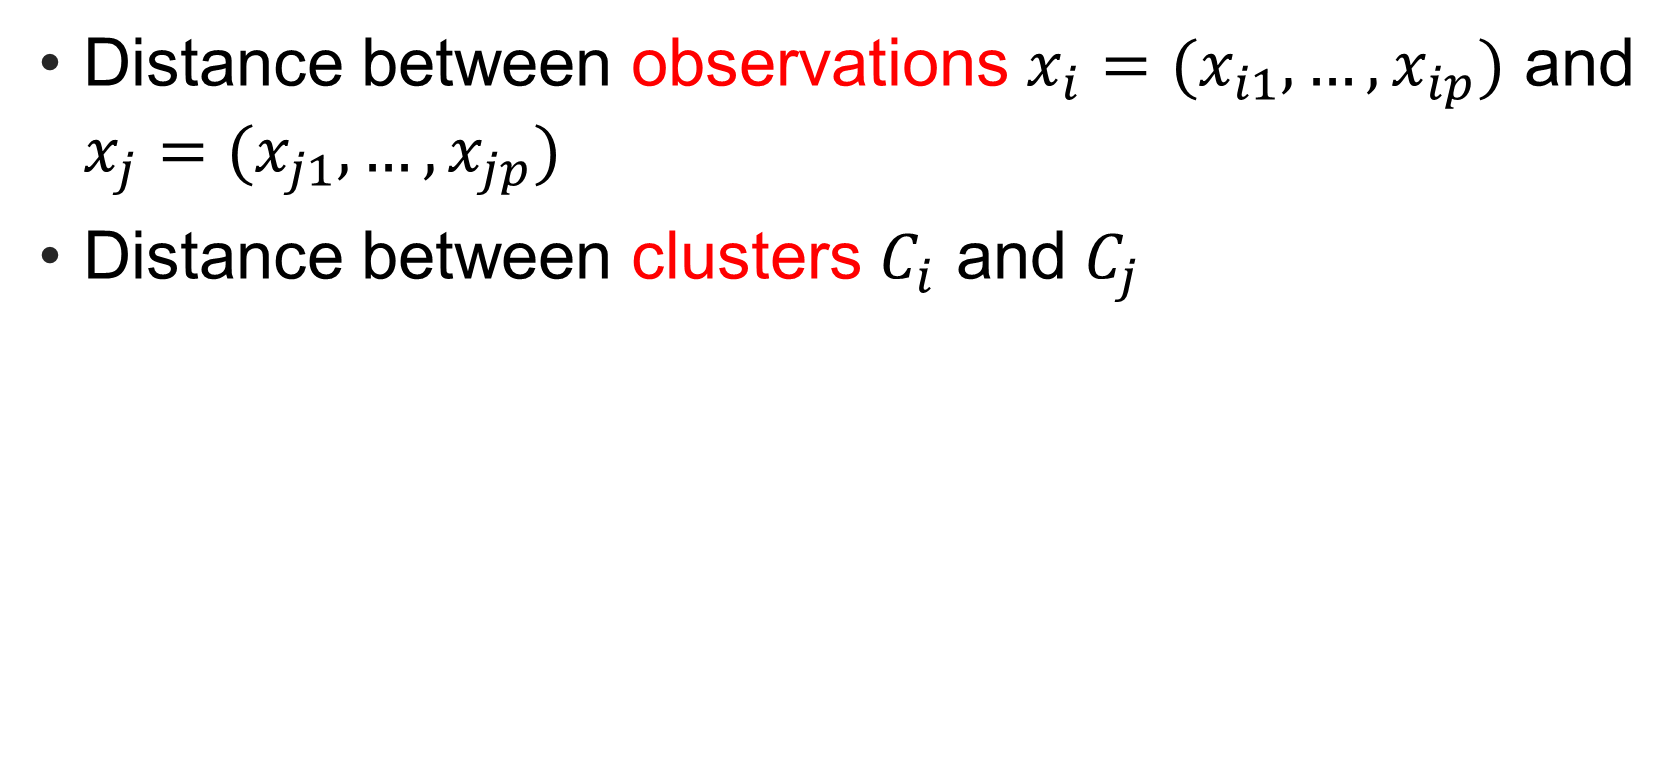 • Distance between observations 𝑥ᵢ = (𝑥ᵢ₁, … , 𝑥ᵢₚ) and
𝑥ⱼ = (𝑥ⱼ₁, … , 𝑥ⱼₚ)
• Distance between clusters 𝐶ᵢ and 𝐶ⱼ